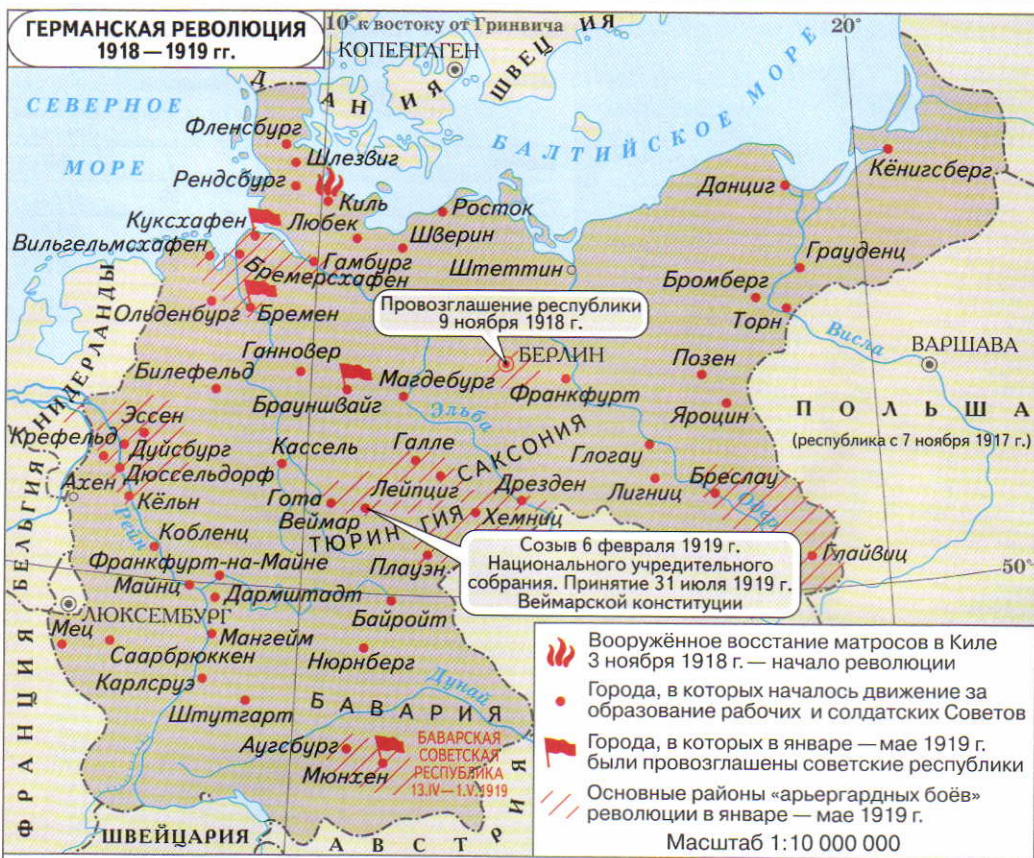 ГЕРМАНСКАЯ РЕВОЛЮЦИЯ
1918 — 1919 гг.
10° к востоку от Гринвича
20°
КОПЕНГАГЕН
ШВЕЦИЯ
ДАНИЯ
СЕВЕРНОЕ
МОРЕ
БАЛТИЙСКОЕ МОРЕ
Фленсбург
Шлезвиг
Рендсбург
Киль
Кёнигсберг
Данциг
Куксхафен
Любек
Росток
Вильгельмсхафен
Шверин
Грауденц
Гамбург
Бремерсхафен
Штеттин
Бромберг
Ольденбург
Бремен
Торн
Провозглашение республики
9 ноября 1918 г.
Висла
НИДЕРЛАНДЫ
Ганновер
БЕРЛИН
Позен
ВАРШАВА
Билефельд
Магдебург
Франкфурт
Брауншвайг
Эльба
Яроцин
ПОЛЬША
(республика с 7 ноября 1917 г.)
Эссен
Крефельд
Дуйсбург
Кассель
Галле
САКСОНИЯ
Глогау
Дюссельдорф
Бреслау
Ахен
Лейпциг
Дрезден
Лигниц
Одер
Кёльн
Гота
Хемниц
БЕЛЬГИЯ
Рейн
Веймар
ТЮРИНГИЯ
Кобленц
Плауэн
Глайвиц
Созыв 6 февраля 1919 г.
Национального учредительного
собрания. Принятие 31 июля 1919 г.
Веймарской конституции
50°
Франкфурт-на-Майне
Майнц
Дармштадт
ЛЮКСЕМБУРГ
Байройт
Мец
Мангейм
Саарбрюккен
Нюрнберг
Карлсруэ
Дунай
Штутгарт
БАВАРИЯ
Аугсбург
Мюнхен
БАВАРСКАЯ
СОВЕТСКАЯ
РЕСПУБЛИКА
13.IV—1.V.1919
ФРАНЦИЯ
ШВЕЙЦАРИЯ
АВСТРИЯ
Вооружённое восстание матросов в Киле
3 ноября 1918 г. — начало революции
Города, в которых началось движение за
образование рабочих и солдатских Советов
Города, в которых в январе — мае 1919 г.
были провозглашены советские республики
Основные районы «арьергардных боёв»
революции в январе — мае 1919 г.
Масштаб 1:10 000 000